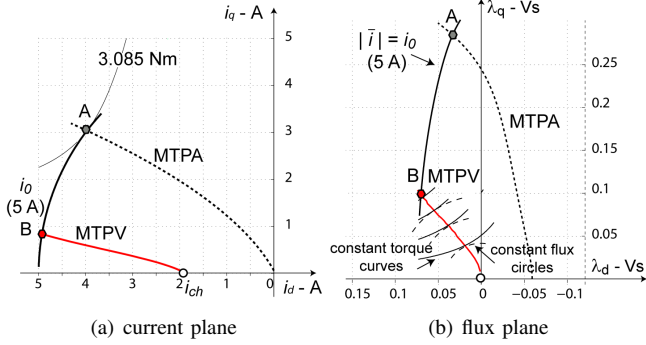 i_q - A
5
3.085 Nm
4
A
3
MTPA
2
i_0
(5 A)
B
MTPV
1
5
4
3
2
i_ch
0
i_d - A
(a) current plane
λ_q - Vs
A
| i̅ | = i_0
(5 A)
0.25
0.2
MTPA
0.15
B
MTPV
0.1
constant torque
curves
constant flux
circles
0.05
λ_d - Vs
0.15
0.1
0.05
0
−0.05
−0.1
(b) flux plane